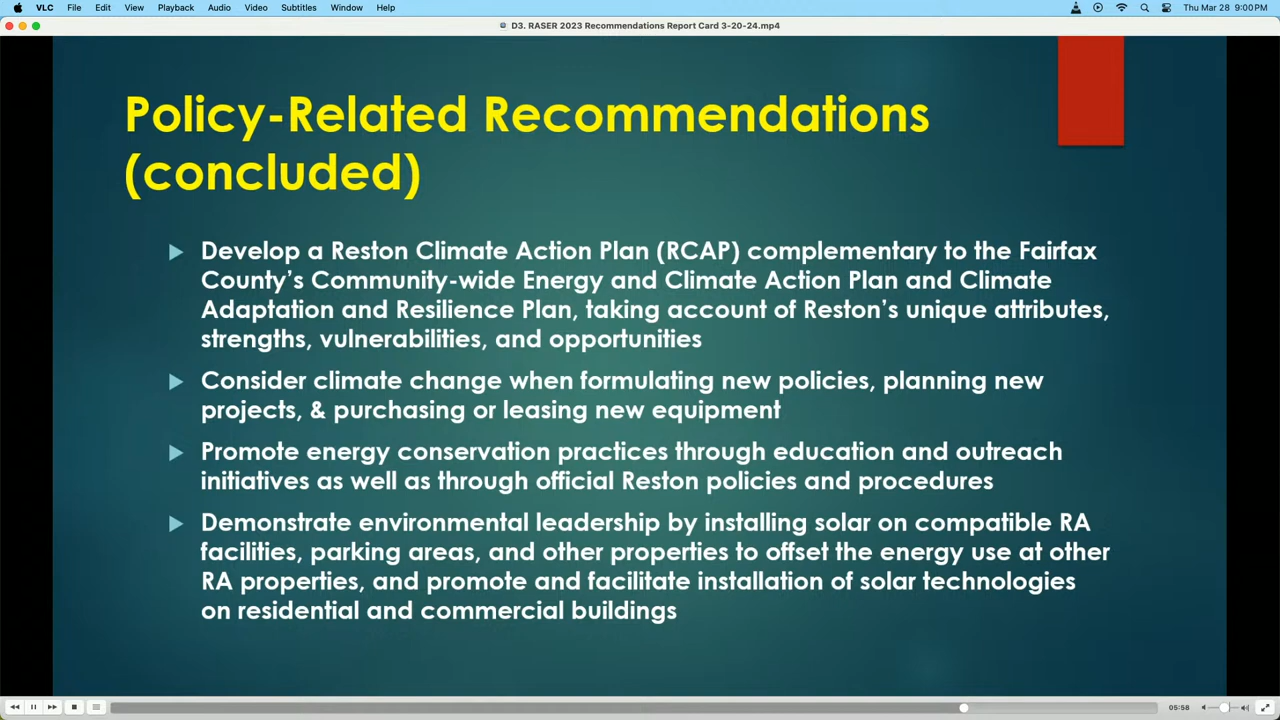 VLC File Edit View Playback Audio Video Subtitles Window Help Thu Mar 28 9:00 PM
D3. RASER 2023 Recommendations Report Card 3-20-24.mp4
Policy-Related Recommendations
(concluded)
Develop a Reston Climate Action Plan (RCAP) complementary to the Fairfax
County’s Community-wide Energy and Climate Action Plan and Climate
Adaptation and Resilience Plan, taking account of Reston’s unique attributes,
strengths, vulnerabilities, and opportunities
Consider climate change when formulating new policies, planning new
projects, & purchasing or leasing new equipment
Promote energy conservation practices through education and outreach
initiatives as well as through official Reston policies and procedures
Demonstrate environmental leadership by installing solar on compatible RA
facilities, parking areas, and other properties to offset the energy use at other
RA properties, and promote and facilitate installation of solar technologies
on residential and commercial buildings
05:58